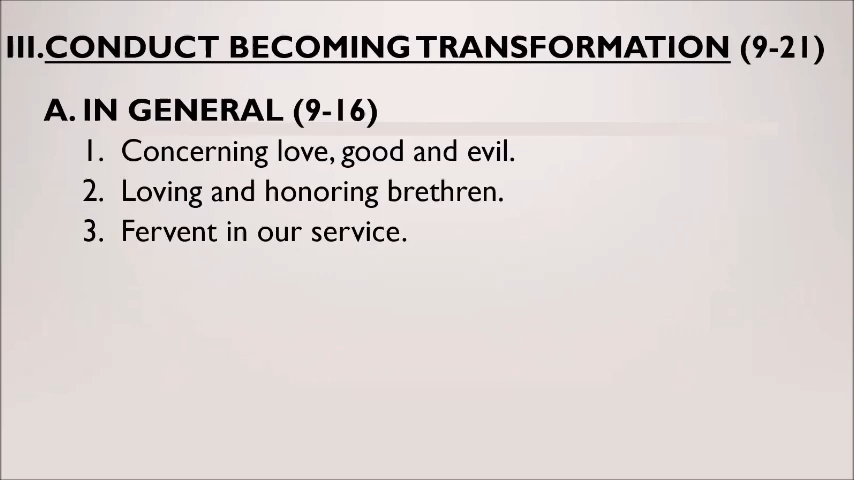 III.CONDUCT BECOMING TRANSFORMATION (9-21)
A. IN GENERAL (9-16)
1. Concerning love, good and evil.
2. Loving and honoring brethren.
3. Fervent in our service.